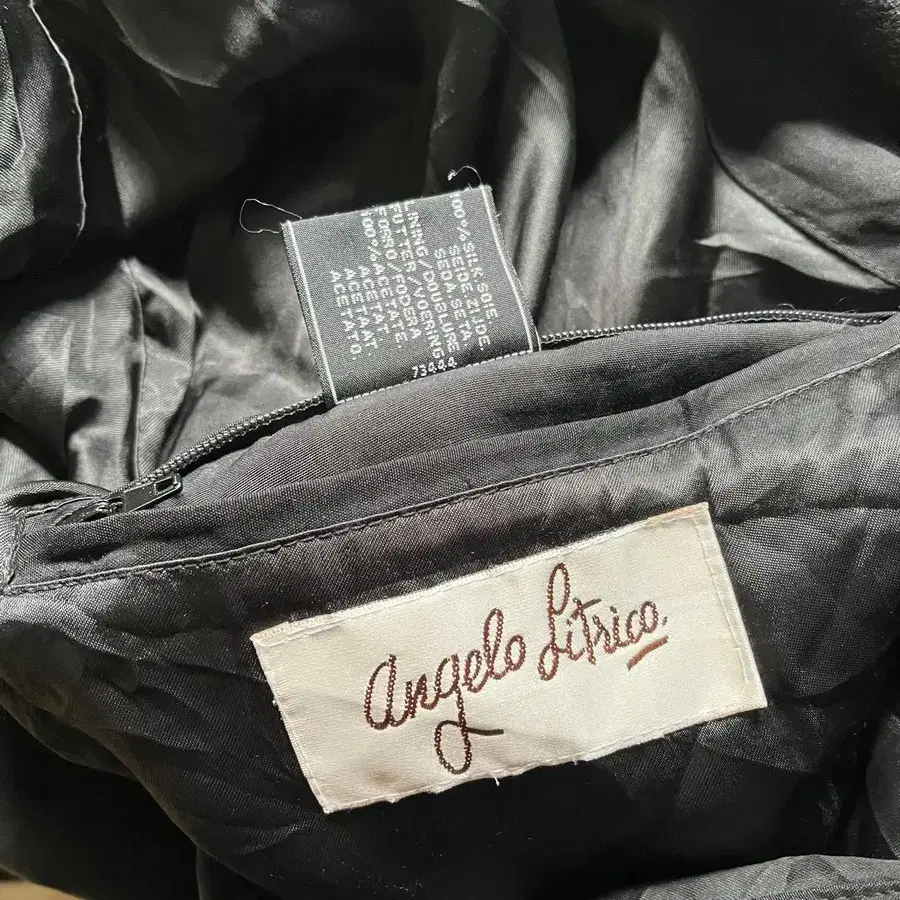 100% SILK SOIE.
SEIDE ZIJDE.
SEDA SETA.
LINING/DOUBLURE
FUTTER/VOERING
FORRO/FODERA
100% ACETATE.
ACETAT.
ACETAAT.
ACETATO.
73444
Angelo Litrico.